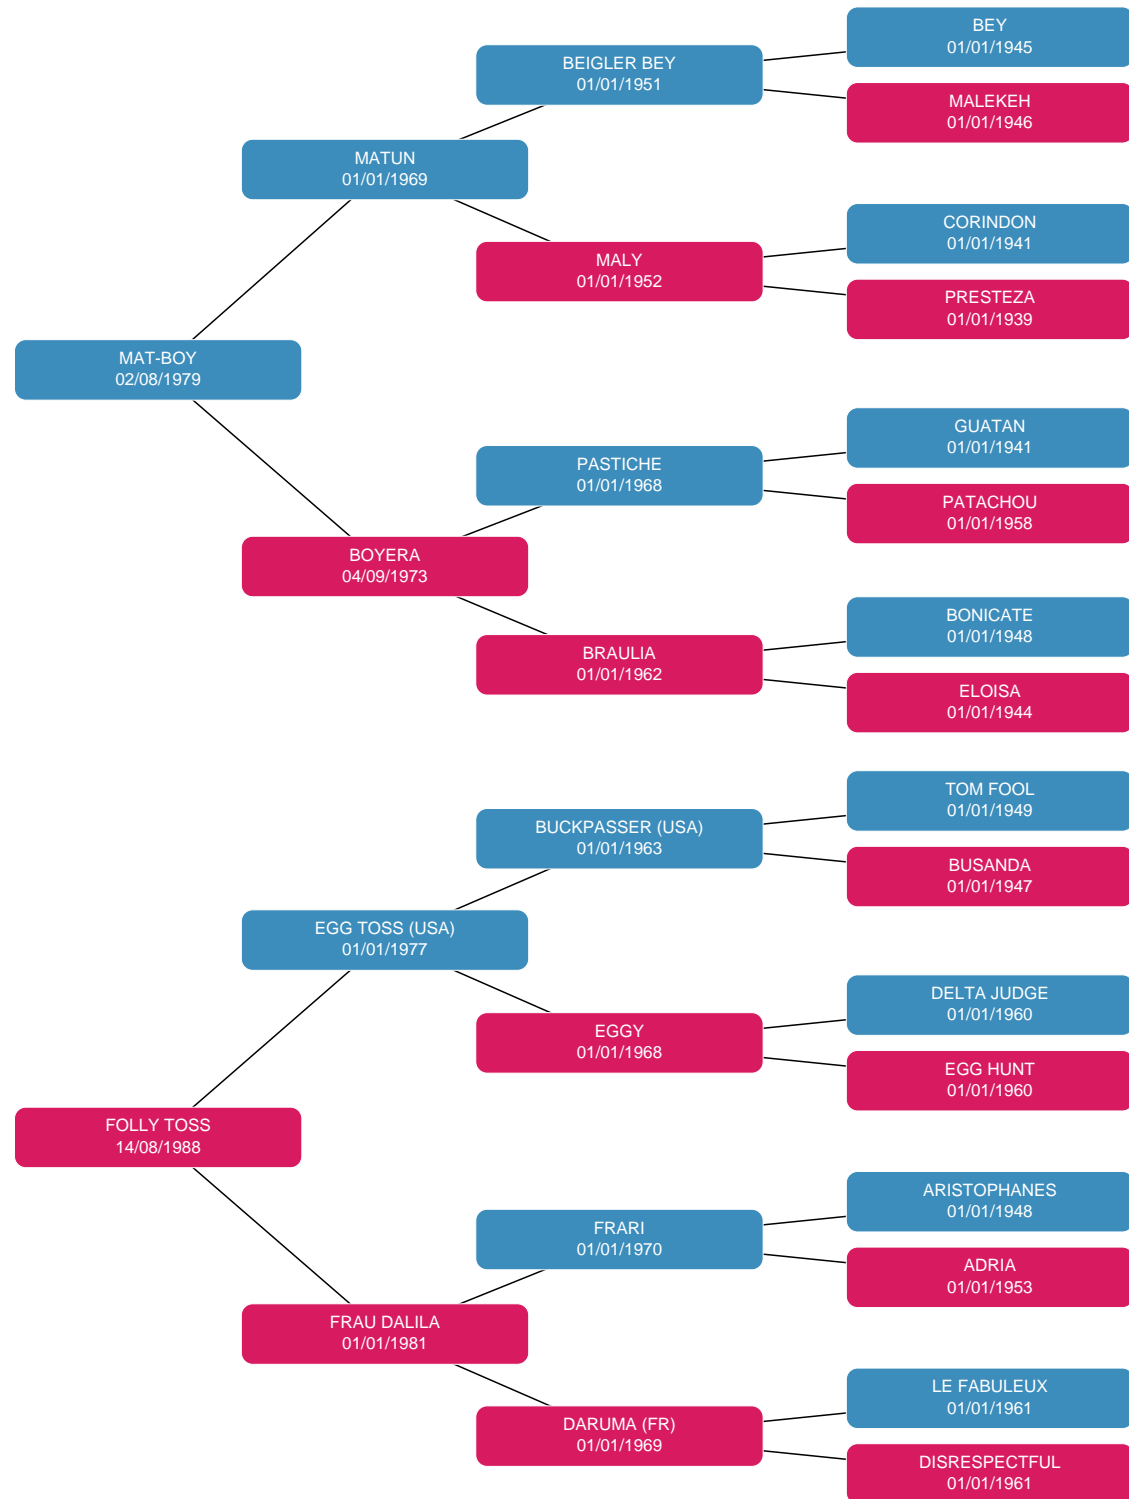 BEY
01/01/1945
BEIGLER BEY
01/01/1951
MALEKEH
01/01/1946
MATUN
01/01/1969
CORINDON
01/01/1941
MALY
01/01/1952
PRESTEZA
01/01/1939
MAT-BOY
02/08/1979
GUATAN
01/01/1941
PASTICHE
01/01/1968
PATACHOU
01/01/1958
BOYERA
04/09/1973
BONICATE
01/01/1948
BRAULIA
01/01/1962
ELOISA
01/01/1944
TOM FOOL
01/01/1949
BUCKPASSER (USA)
01/01/1963
BUSANDA
01/01/1947
EGG TOSS (USA)
01/01/1977
DELTA JUDGE
01/01/1960
EGGY
01/01/1968
EGG HUNT
01/01/1960
FOLLY TOSS
14/08/1988
ARISTOPHANES
01/01/1948
FRARI
01/01/1970
ADRIA
01/01/1953
FRAU DALILA
01/01/1981
LE FABULEUX
01/01/1961
DARUMA (FR)
01/01/1969
DISRESPECTFUL
01/01/1961